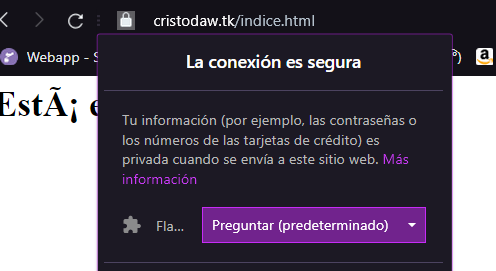 cristodaw.tk/indice.html
Webapp - S
La conexión es segura
EstÃ¡ e
Tu información (por ejemplo, las contraseñas o
los números de las tarjetas de crédito) es
privada cuando se envía a este sitio web. Más
información
Fla...
Preguntar (predeterminado)